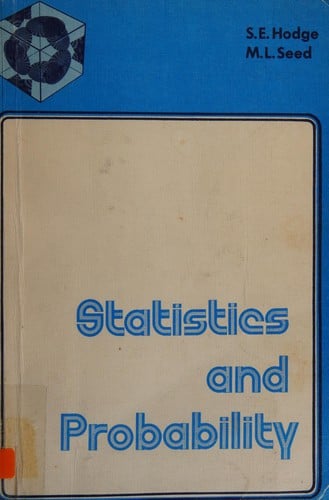 S.E.Hodge
M.L.Seed
Statistics
and
Probability